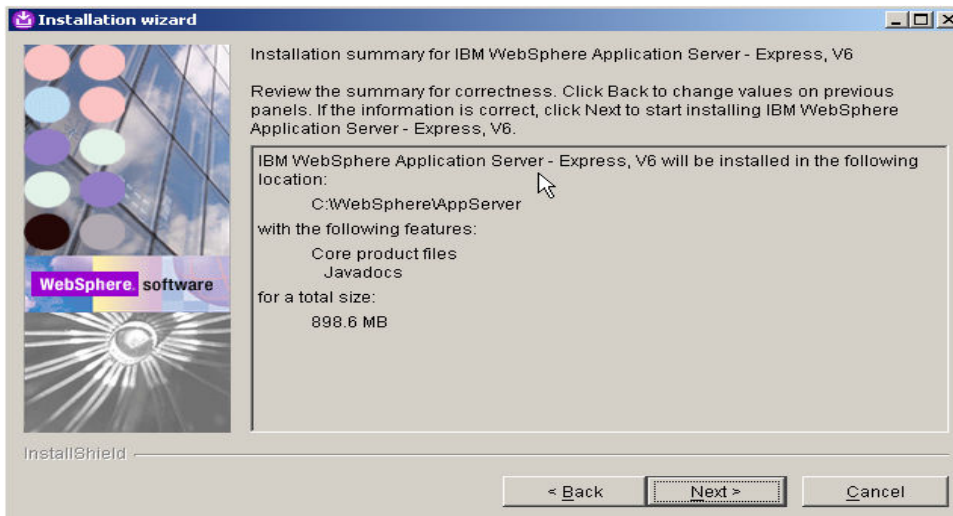 Installation wizard
Installation summary for IBM WebSphere Application Server - Express, V6
Review the summary for correctness. Click Back to change values on previous
panels. If the information is correct, click Next to start installing IBM WebSphere
Application Server - Express, V6.
IBM WebSphere Application Server - Express, V6 will be installed in the following
location:
C:\WebSphere\AppServer
with the following features:
Core product files
Javadocs
for a total size:
898.6 MB
WebSphere. software
InstallShield
< Back Next > Cancel